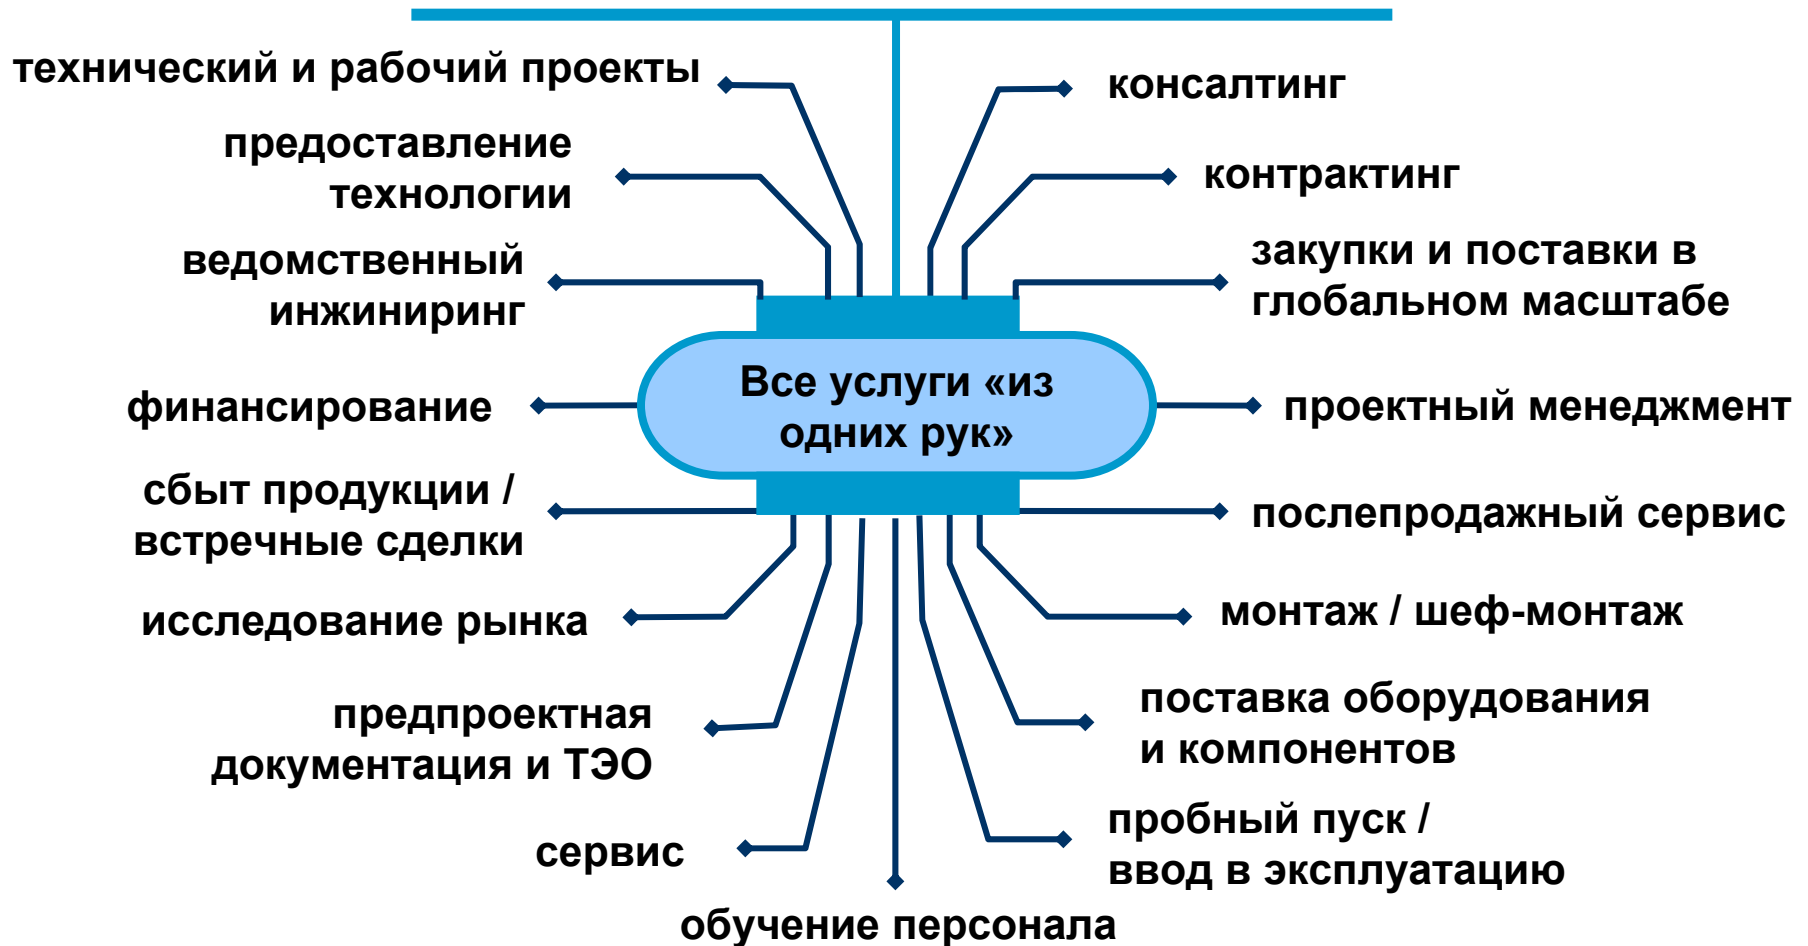 технический и рабочий проекты
консалтинг
предоставление
технологии
контрактинг
ведомственный
инжиниринг
закупки и поставки в
глобальном масштабе
Все услуги «из
одних рук»
финансирование
проектный менеджмент
сбыт продукции /
встречные сделки
послепродажный сервис
исследование рынка
монтаж / шеф-монтаж
предпроектная
документация и ТЭО
поставка оборудования
и компонентов
сервис
пробный пуск /
ввод в эксплуатацию
обучение персонала